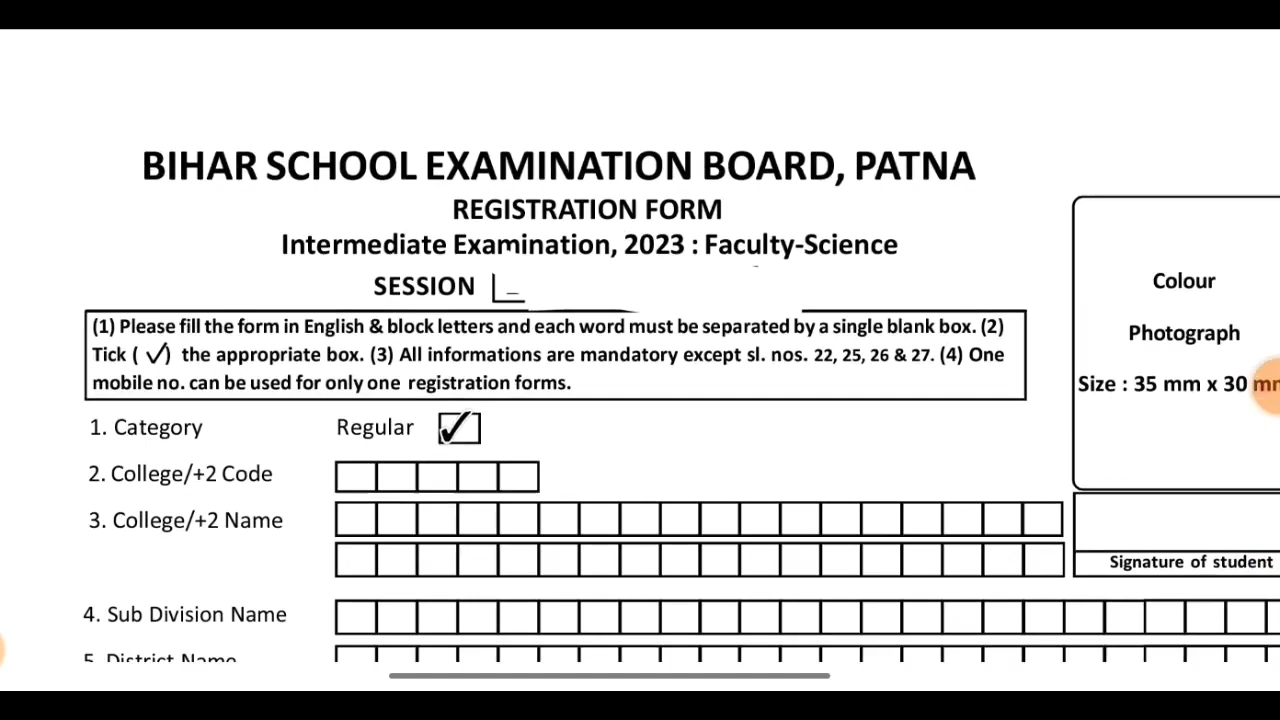 BIHAR SCHOOL EXAMINATION BOARD, PATNA
REGISTRATION FORM
Intermediate Examination, 2023 : Faculty-Science
SESSION
(1) Please fill the form in English & block letters and each word must be separated by a single blank box. (2)
Tick ( ✓) the appropriate box. (3) All informations are mandatory except sl. nos. 22, 25, 26 & 27. (4) One
mobile no. can be used for only one registration forms.
Colour
Photograph
Size : 35 mm x 30 mm
1. Category Regular ✓
2. College/+2 Code
3. College/+2 Name
Signature of student
4. Sub Division Name
5. District Name